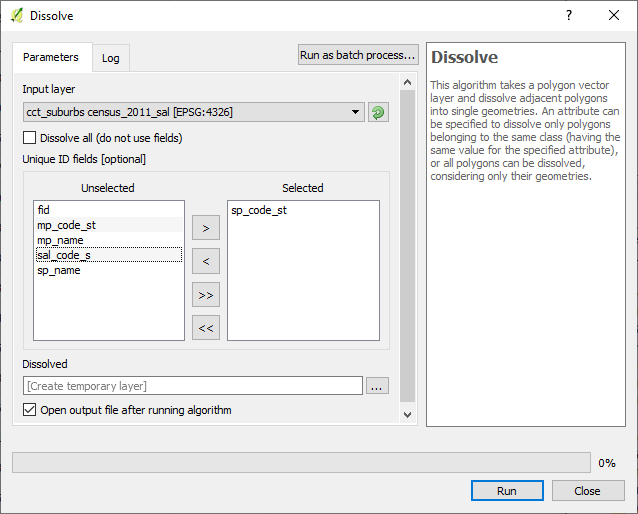 Dissolve
?
Parameters
Log
Run as batch process...
Input layer
cct_suburbs census_2011_sal [EPSG:4326]
Dissolve all (do not use fields)
Unique ID fields [optional]
Unselected
Selected
fid
mp_code_st
mp_name
sal_code_s
sp_name
>
<
>>
<<
sp_code_st
Dissolved
[Create temporary layer]
...
Open output file after running algorithm
Dissolve
This algorithm takes a polygon vector
layer and dissolve adjacent polygons
into single geometries. An attribute can
be specified to dissolve only polygons
belonging to the same class (having the
same value for the specified attribute),
or all polygons can be dissolved,
considering only their geometries.
0%
Run
Close